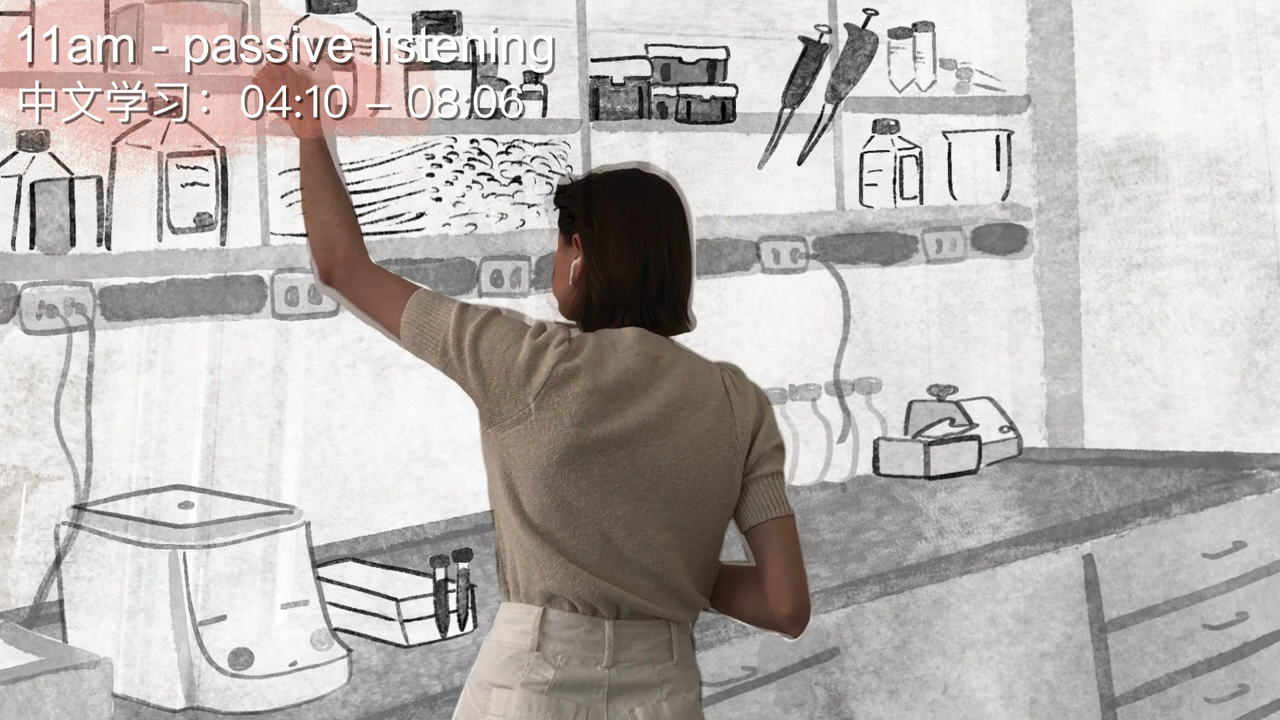 11am - passive listening
中文学习：04:10 – 08:06